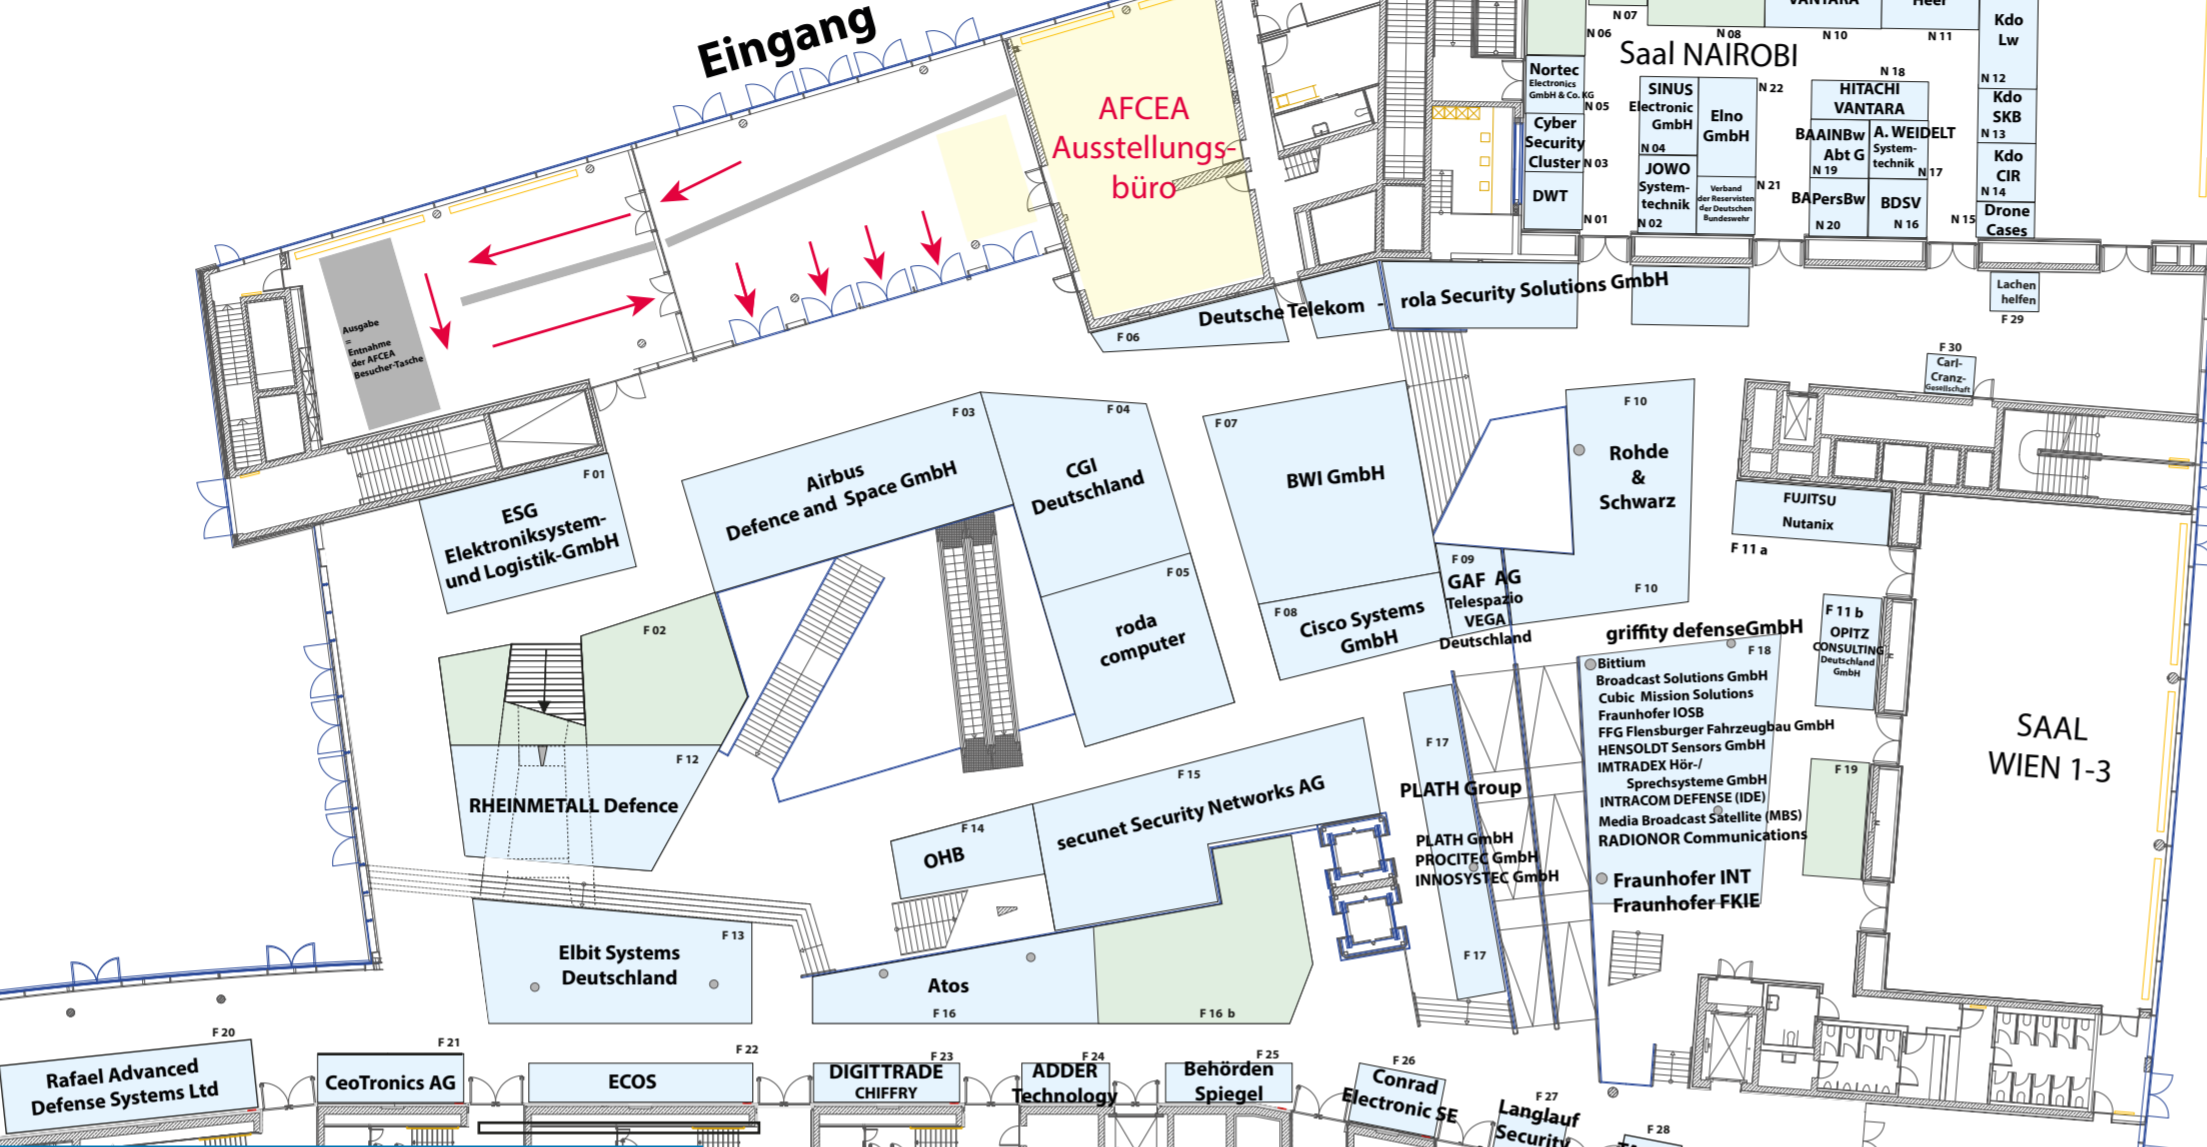 Eingang
AFCEA
Ausstellungs-
büro
Ausgabe
=
Entnahme
der AFCEA
Besucher-Tasche
N 07
N 06
N 08
VANTARA
N 10
Heer
N 11
Kdo
Lw
N 12
Saal NAIROBI
Nortec
Electronics
GmbH & Co. KG
N 05
Cyber
Security
Cluster
N 03
DWT
N 01
SINUS
Electronic
GmbH
N 04
JOWO
System-
technik
N 02
N 22
Elno
GmbH
N 21
Verband
der Reservisten
der Deutschen
Bundeswehr
N 18
HITACHI
VANTARA
BAAINBw
Abt G
N 19
A. WEIDELT
System-
technik
N 17
BAPersBw
N 20
BDSV
N 16
N 15
Kdo
SKB
N 13
Kdo
CIR
N 14
Drone
Cases
Lachen
helfen
F 29
F 30
Carl-
Cranz-
Gesellschaft
Deutsche Telekom - rola Security Solutions GmbH
F 06
F 01
ESG
Elektroniksystem-
und Logistik-GmbH
F 03
Airbus
Defence and Space GmbH
F 04
CGI
Deutschland
F 05
roda
computer
F 07
BWI GmbH
F 08
Cisco Systems
GmbH
F 09
GAF AG
Telespazio
VEGA
Deutschland
F 10
Rohde
&
Schwarz
F 10
FUJITSU
Nutanix
F 11 a
F 11 b
OPITZ
CONSULTING
Deutschland
GmbH
SAAL
WIEN 1-3
F 02
F 12
RHEINMETALL Defence
F 13
Elbit Systems
Deutschland
F 14
OHB
F 15
secunet Security Networks AG
Atos
F 16
F 16 b
F 17
PLATH Group
PLATH GmbH
PROCITEC GmbH
INNOSYSTEC GmbH
F 17
griffity defenseGmbH
F 18
Bittium
Broadcast Solutions GmbH
Cubic Mission Solutions
Fraunhofer IOSB
FFG Flensburger Fahrzeugbau GmbH
HENSOLDT Sensors GmbH
IMTRADEX Hör-/
Sprechsysteme GmbH
INTRACOM DEFENSE (IDE)
Media Broadcast Satellite (MBS)
RADIONOR Communications
Fraunhofer INT
Fraunhofer FKIE
F 19
F 20
Rafael Advanced
Defense Systems Ltd
F 21
CeoTronics AG
F 22
ECOS
F 23
DIGITTRADE
CHIFFRY
F 24
ADDER
Technology
F 25
Behörden
Spiegel
F 26
Conrad
Electronic SE
F 27
Langlauf
Security
F 28